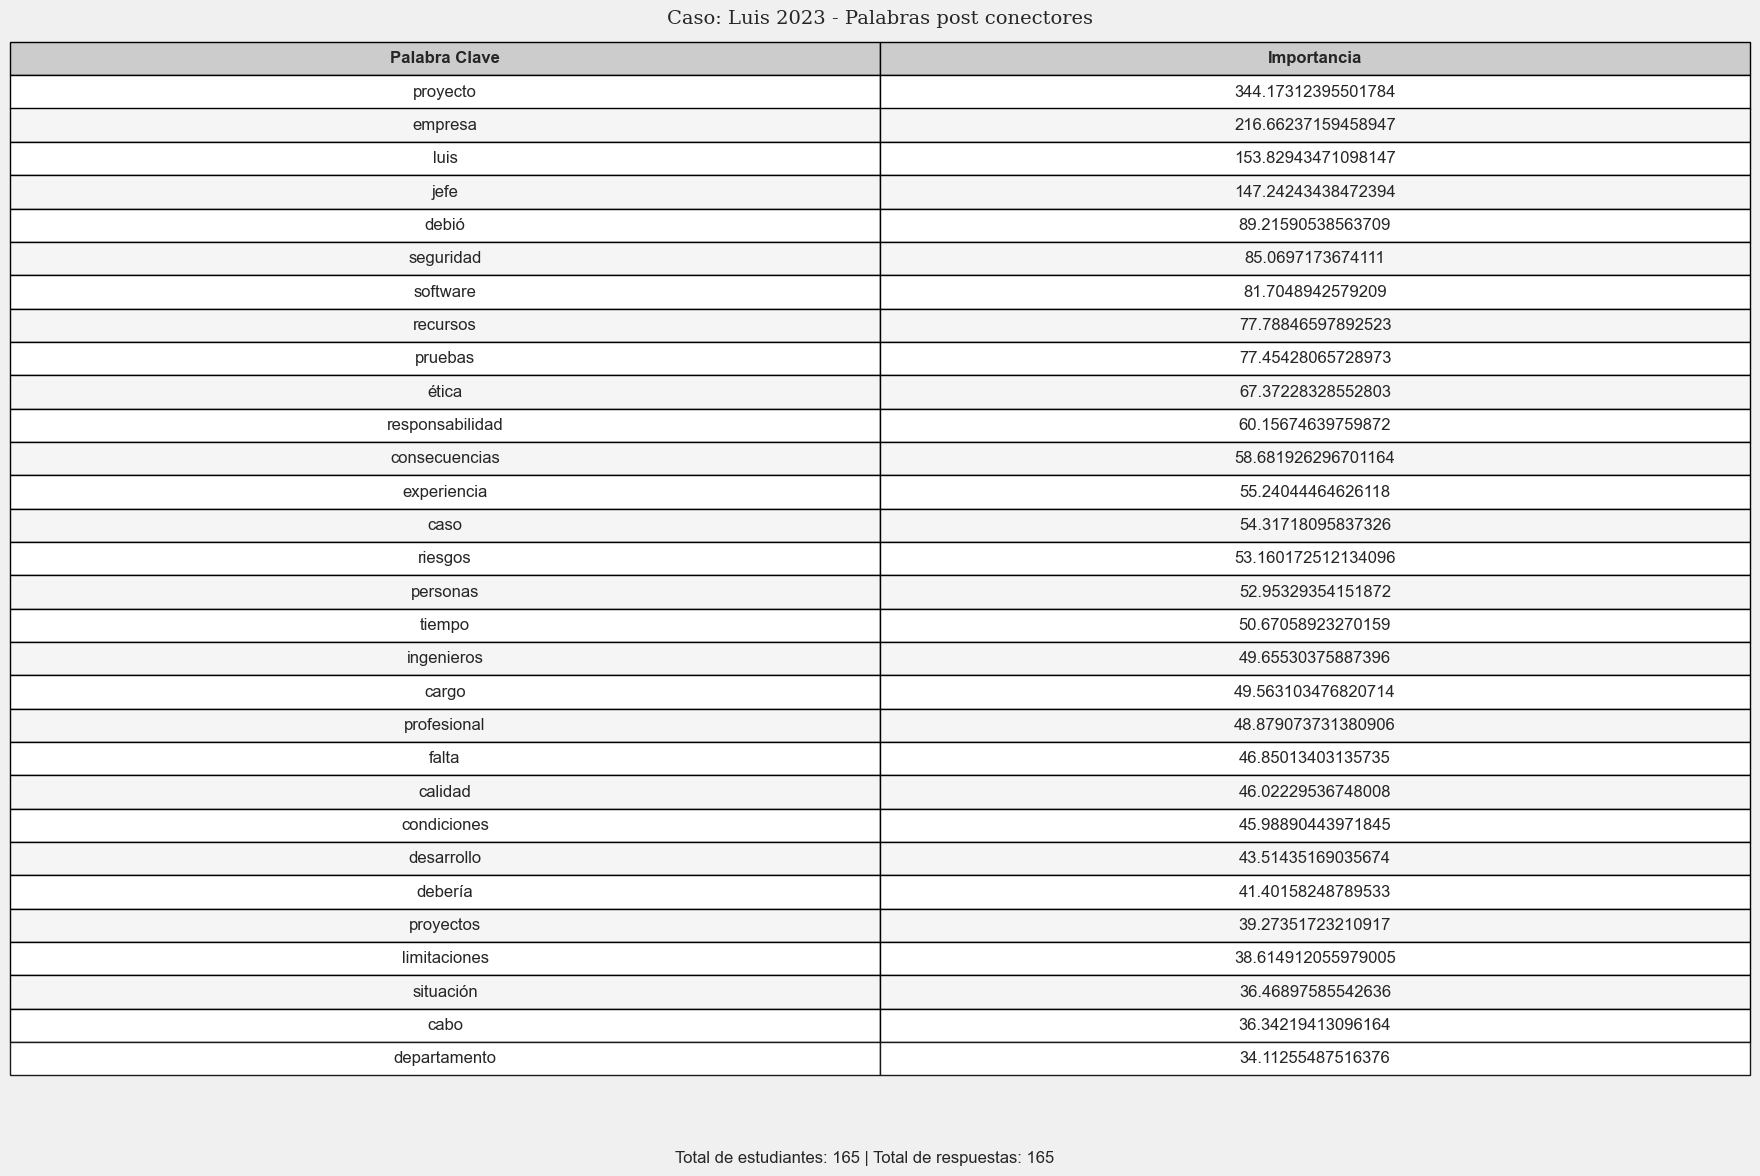 Caso: Luis 2023 - Palabras post conectores
Palabra Clave Importancia
proyecto 344.17312395501784
empresa 216.66237159458947
luis 153.82943471098147
jefe 147.24243438472394
debió 89.21590538563709
seguridad 85.0697173674111
software 81.7048942579209
recursos 77.78846597892523
pruebas 77.45428065728973
ética 67.37228328552803
responsabilidad 60.15674639759872
consecuencias 58.681926296701164
experiencia 55.24044464626118
caso 54.31718095837326
riesgos 53.160172512134096
personas 52.95329354151872
tiempo 50.67058923270159
ingenieros 49.65530375887396
cargo 49.563103476820714
profesional 48.879073731380906
falta 46.85013403135735
calidad 46.02229536748008
condiciones 45.98890443971845
desarrollo 43.51435169035674
debería 41.40158248789533
proyectos 39.27351723210917
limitaciones 38.614912055979005
situación 36.46897585542636
cabo 36.34219413096164
departamento 34.11255487516376
Total de estudiantes: 165 | Total de respuestas: 165